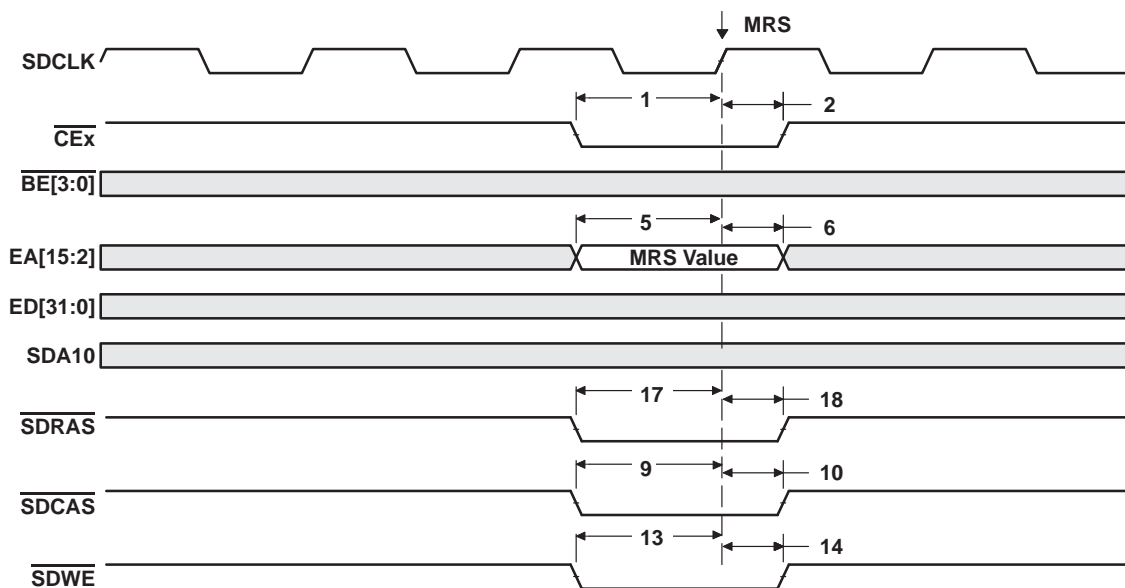 MRS
SDCLK
1
2
CEx
BE[3:0]
5
6
EA[15:2]
MRS Value
ED[31:0]
SDA10
17
18
SDRAS
9
10
SDCAS
13
14
SDWE